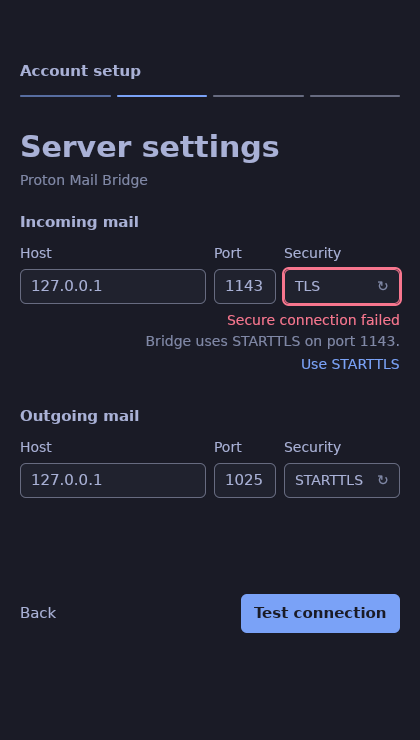 Account setup
Server settings
Proton Mail Bridge
Incoming mail
Host Port Security
127.0.0.1 1143 TLS ↻
Secure connection failed
Bridge uses STARTTLS on port 1143.
Use STARTTLS
Outgoing mail
Host Port Security
127.0.0.1 1025 STARTTLS ↻
Back Test connection